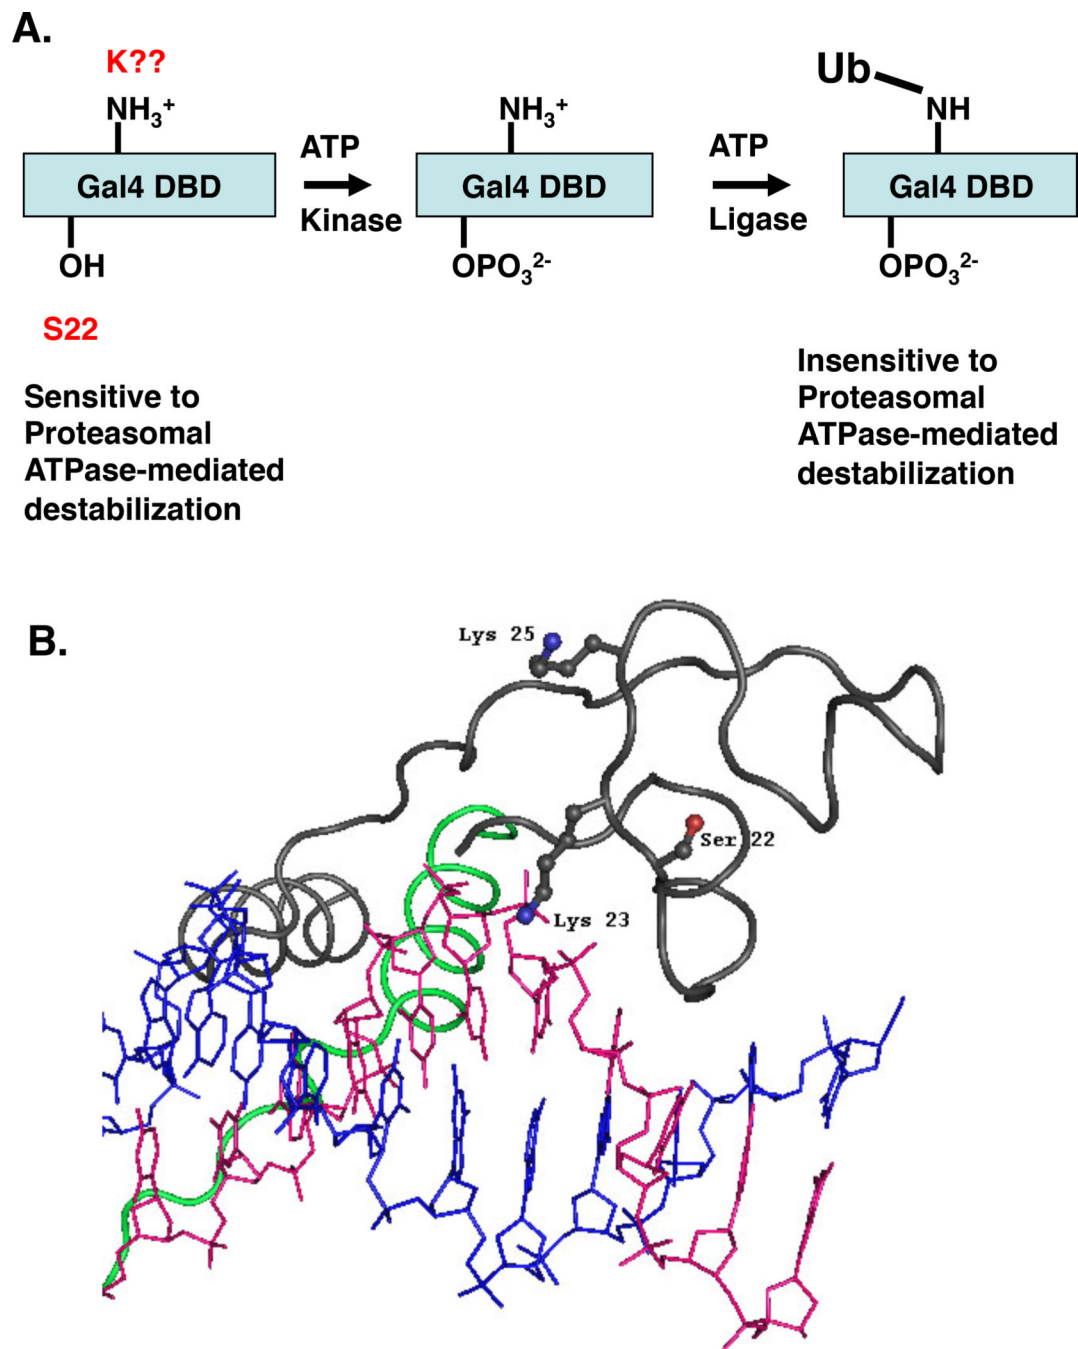 A.
K??
NH₃⁺
Gal4 DBD
OH
S22
Sensitive to
Proteasomal
ATPase-mediated
destabilization
ATP
Kinase
NH₃⁺
Gal4 DBD
OPO₃²⁻
ATP
Ligase
Ub
NH
Gal4 DBD
OPO₃²⁻
Insensitive to
Proteasomal
ATPase-mediated
destabilization
B.
Lys 25
Ser 22
Lys 23